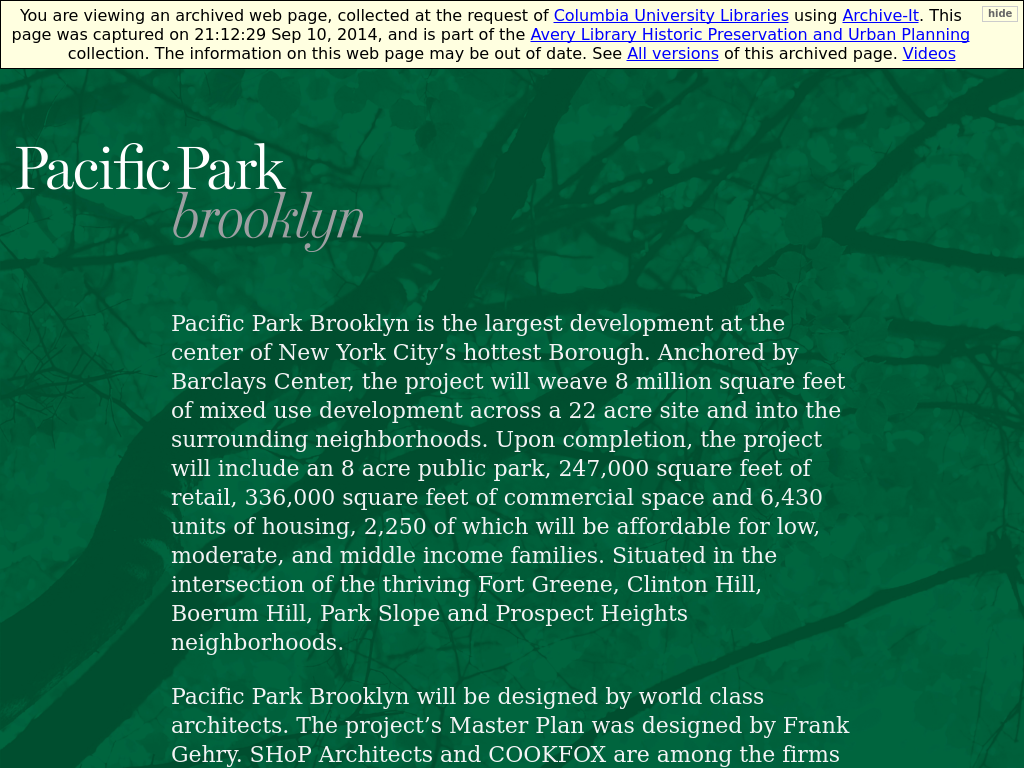 You are viewing an archived web page, collected at the request of Columbia University Libraries using Archive-It. This
page was captured on 21:12:29 Sep 10, 2014, and is part of the Avery Library Historic Preservation and Urban Planning
collection. The information on this web page may be out of date. See All versions of this archived page. Videos
hide
Pacific Park
brooklyn
Pacific Park Brooklyn is the largest development at the
center of New York City’s hottest Borough. Anchored by
Barclays Center, the project will weave 8 million square feet
of mixed use development across a 22 acre site and into the
surrounding neighborhoods. Upon completion, the project
will include an 8 acre public park, 247,000 square feet of
retail, 336,000 square feet of commercial space and 6,430
units of housing, 2,250 of which will be affordable for low,
moderate, and middle income families. Situated in the
intersection of the thriving Fort Greene, Clinton Hill,
Boerum Hill, Park Slope and Prospect Heights
neighborhoods.
Pacific Park Brooklyn will be designed by world class
architects. The project’s Master Plan was designed by Frank
Gehry. SHoP Architects and COOKFOX are among the firms